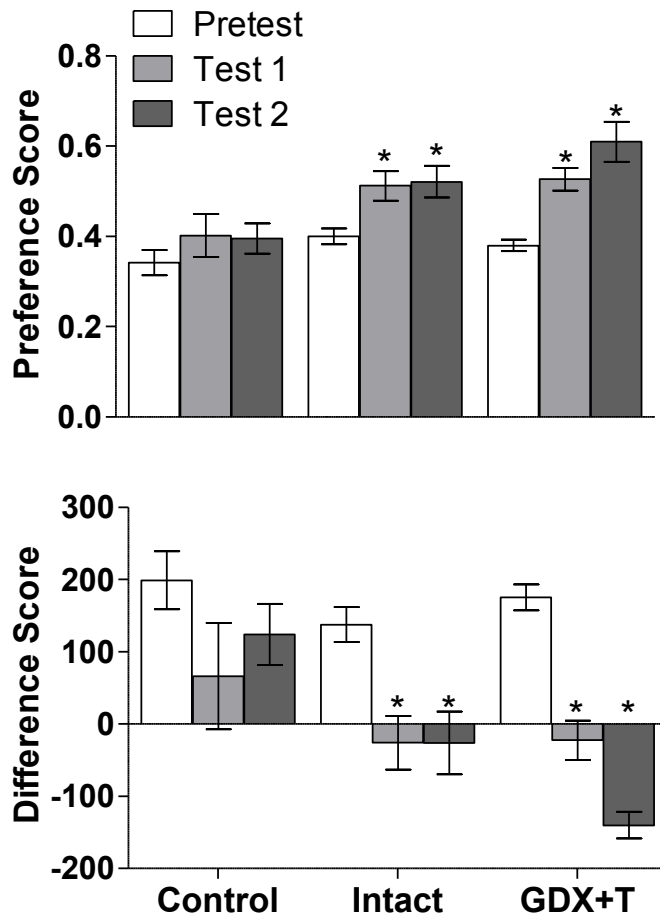 Pretest
Test 1
Test 2
Preference Score
0.8
0.6
0.4
0.2
0.0
* * * *
Difference Score
300
200
100
0
-100
-200
* * * *
Control Intact GDX+T